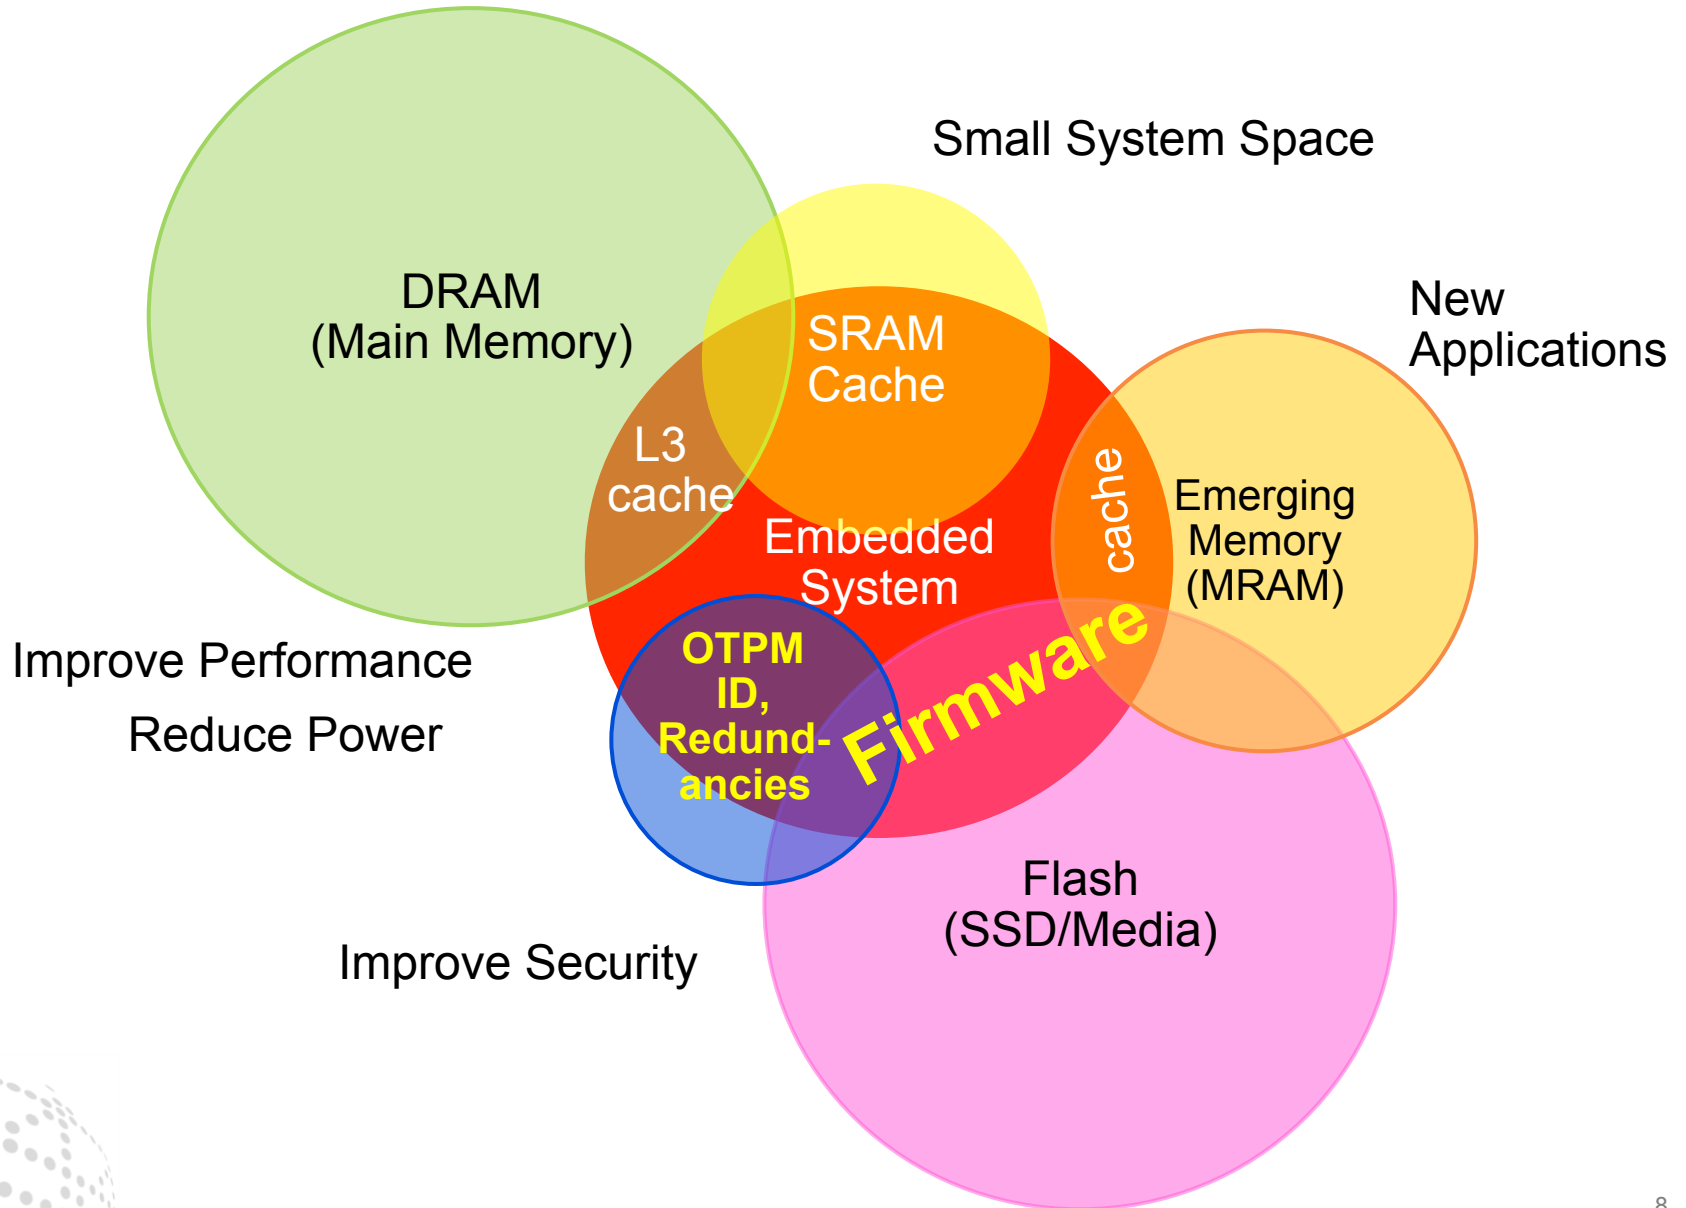 Small System Space
DRAM
(Main Memory)
SRAM
Cache
New
Applications
L3
cache
cache
Emerging
Memory
(MRAM)
Embedded
System
Firmware
OTPM
ID,
Redund-
ancies
Improve Performance
Reduce Power
Flash
(SSD/Media)
Improve Security
8